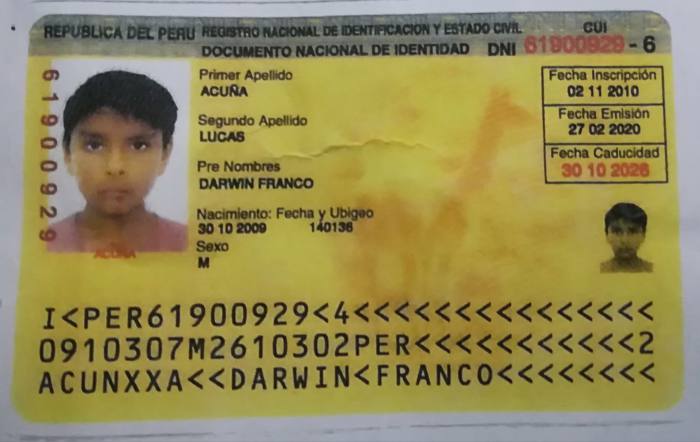 REPUBLICA DEL PERU REGISTRO NACIONAL DE IDENTIFICACION Y ESTADO CIVIL CUI
DOCUMENTO NACIONAL DE IDENTIDAD DNI 61900929 - 6
61900929
Primer Apellido
ACUÑA
Segundo Apellido
LUCAS
Pre Nombres
DARWIN FRANCO
Nacimiento: Fecha y Ubigeo
30 10 2009 140136
Sexo
M
Fecha Inscripción
02 11 2010
Fecha Emisión
27 02 2020
Fecha Caducidad
30 10 2026
ACUÑA
I<PER61900929<4<<<<<<<<<<<<<<<
0910307M2610302PER<<<<<<<<<<<2
ACUNXXA<<DARWIN<FRANCO<<<<<<<<